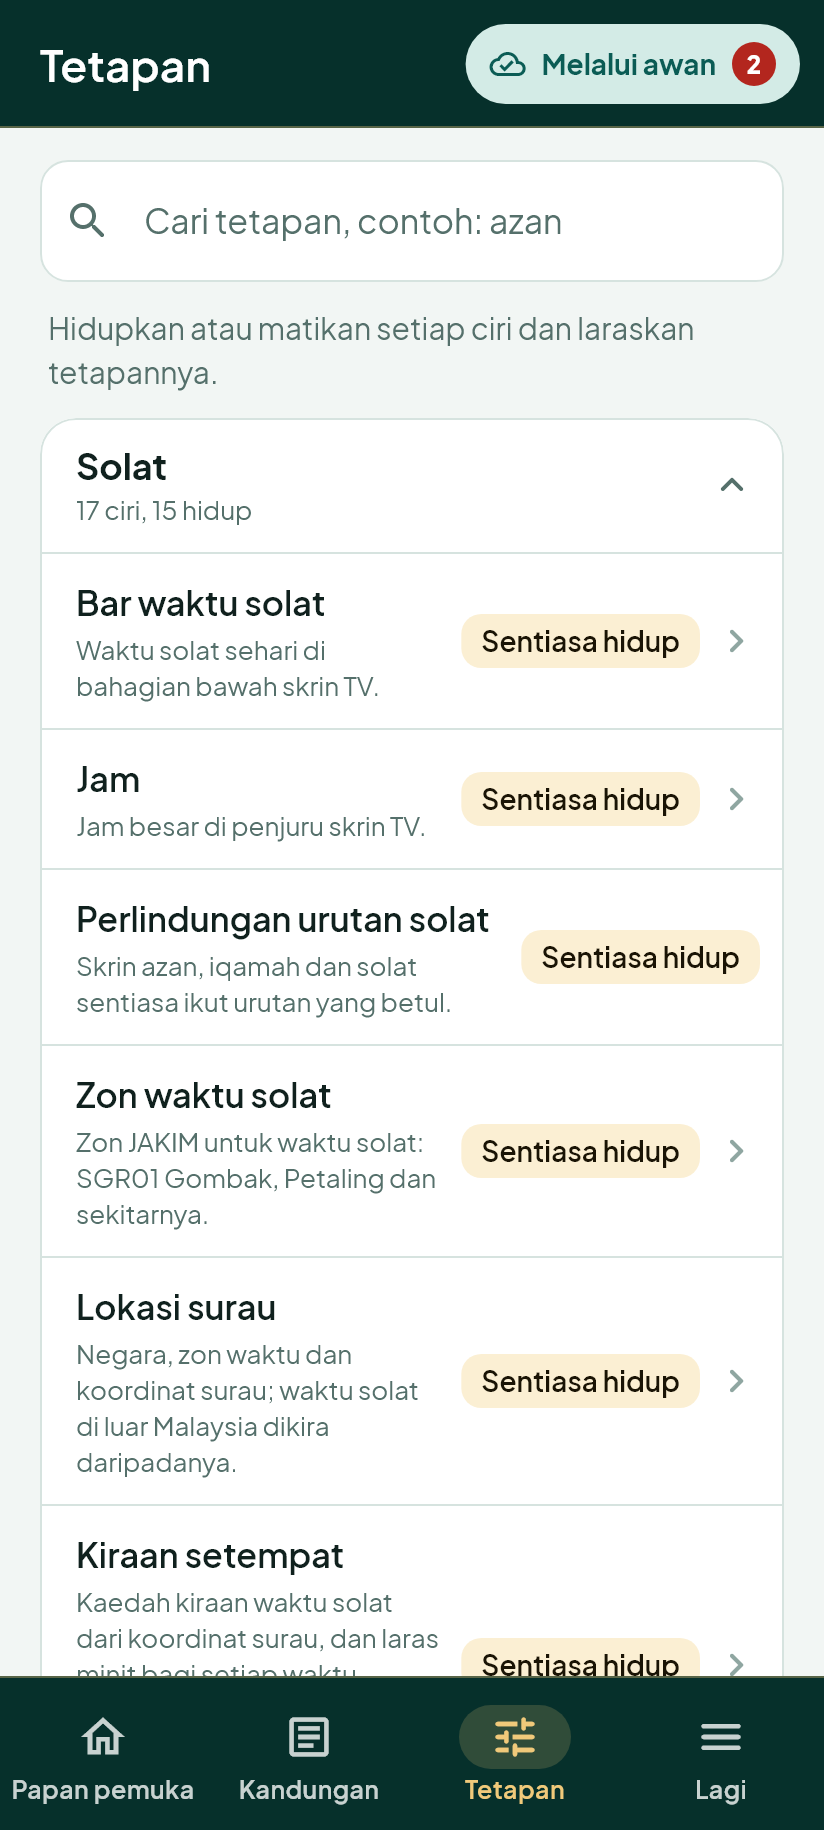 Tetapan
Melalui awan 2
Cari tetapan, contoh: azan
Hidupkan atau matikan setiap ciri dan laraskan
tetapannya.
Solat
17 ciri, 15 hidup
Bar waktu solat
Waktu solat sehari di
bahagian bawah skrin TV.
Sentiasa hidup
Jam
Jam besar di penjuru skrin TV.
Sentiasa hidup
Perlindungan urutan solat
Skrin azan, iqamah dan solat
sentiasa ikut urutan yang betul.
Sentiasa hidup
Zon waktu solat
Zon JAKIM untuk waktu solat:
SGR01 Gombak, Petaling dan
sekitarnya.
Sentiasa hidup
Lokasi surau
Negara, zon waktu dan
koordinat surau; waktu solat
di luar Malaysia dikira
daripadanya.
Sentiasa hidup
Kiraan setempat
Kaedah kiraan waktu solat
dari koordinat surau, dan laras
minit bagi setiap waktu
Sentiasa hidup
Papan pemuka
Kandungan
Tetapan
Lagi